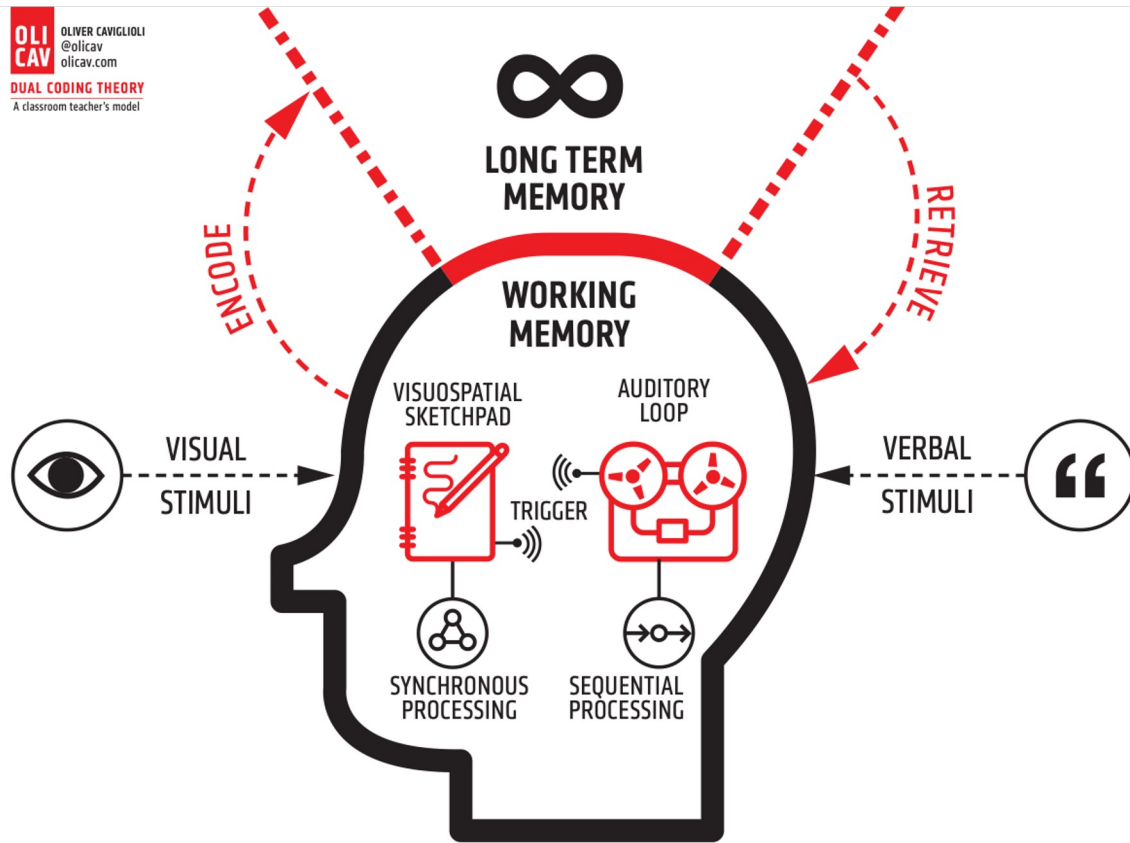 OLI
CAV
OLIVER CAVIGLIOLI
@olicav
olicav.com
DUAL CODING THEORY
A classroom teacher's model
LONG TERM
MEMORY
ENCODE
RETRIEVE
WORKING
MEMORY
VISUOSPATIAL
SKETCHPAD
AUDITORY
LOOP
VISUAL
STIMULI
TRIGGER
VERBAL
STIMULI
“
SYNCHRONOUS
PROCESSING
SEQUENTIAL
PROCESSING